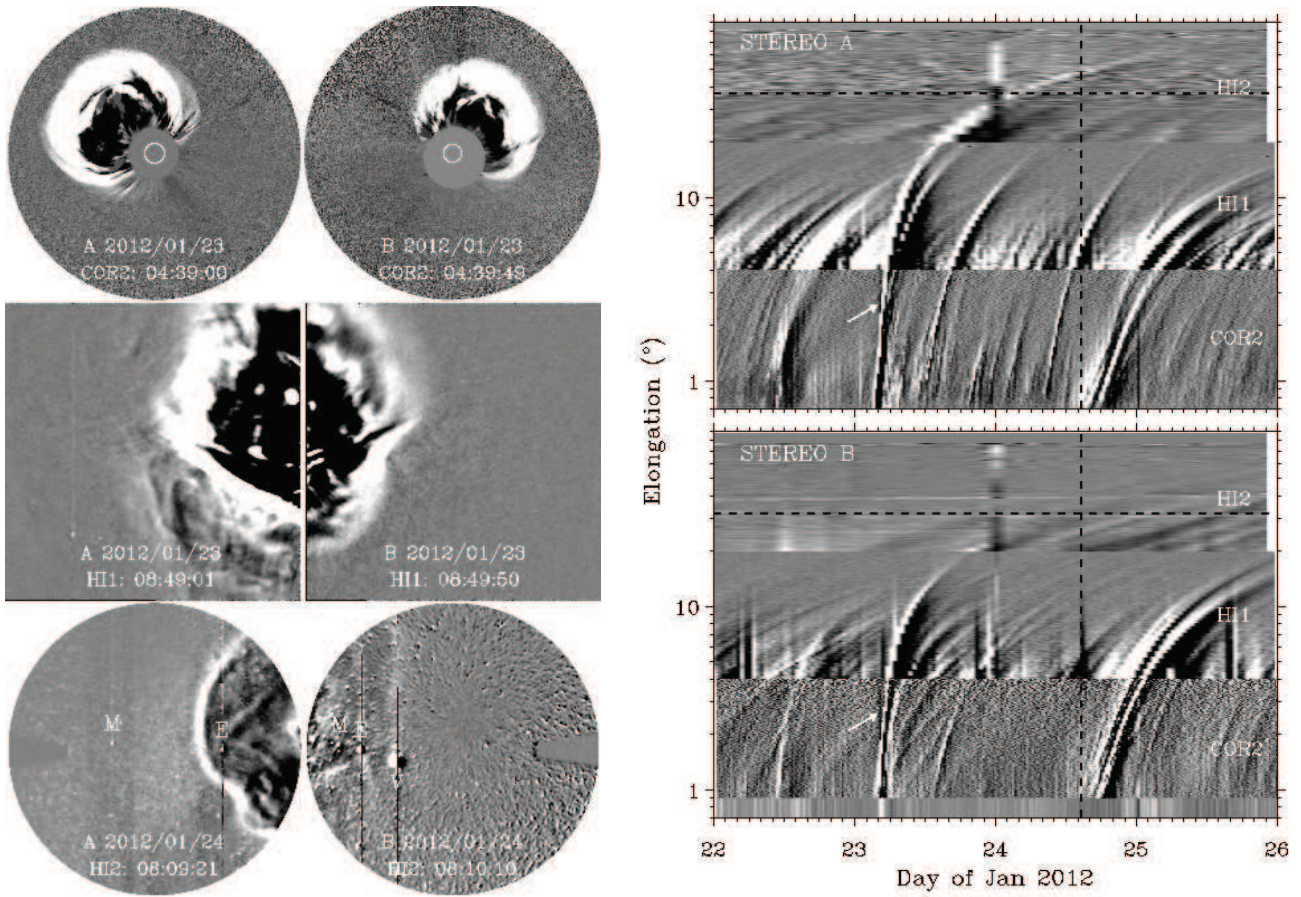 A 2012/01/23
COR2: 04:39:00
B 2012/01/23
COR2: 04:39:49
A 2012/01/23
HI1: 08:49:01
B 2012/01/23
HI1: 08:49:50
M
E
A 2012/01/24
HI2: 08:09:21
M E
B 2012/01/24
HI2: 08:10:10
Elongation (°)
STEREO A
HI2
HI1
COR2
10
1
STEREO B
HI2
HI1
COR2
10
1
22 23 24 25 26
Day of Jan 2012